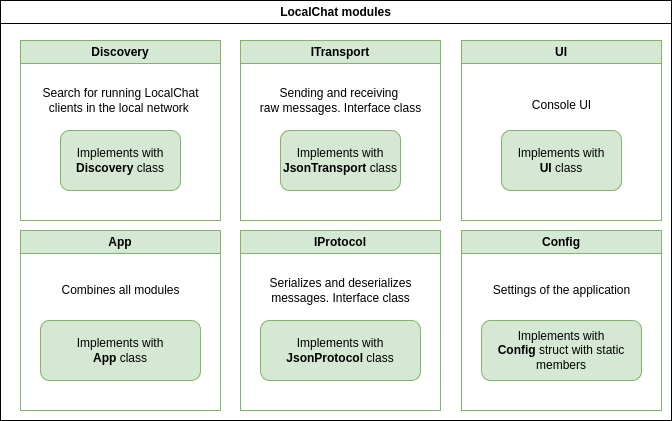 LocalChat modules
Discovery
Search for running LocalChat
clients in the local network
Implements with
Discovery class
ITransport
Sending and receiving
raw messages. Interface class
Implements with
JsonTransport class
UI
Console UI
Implements with
UI class
App
Combines all modules
Implements with
App class
IProtocol
Serializes and deserializes
messages. Interface class
Implements with
JsonProtocol class
Config
Settings of the application
Implements with
Config struct with static
members